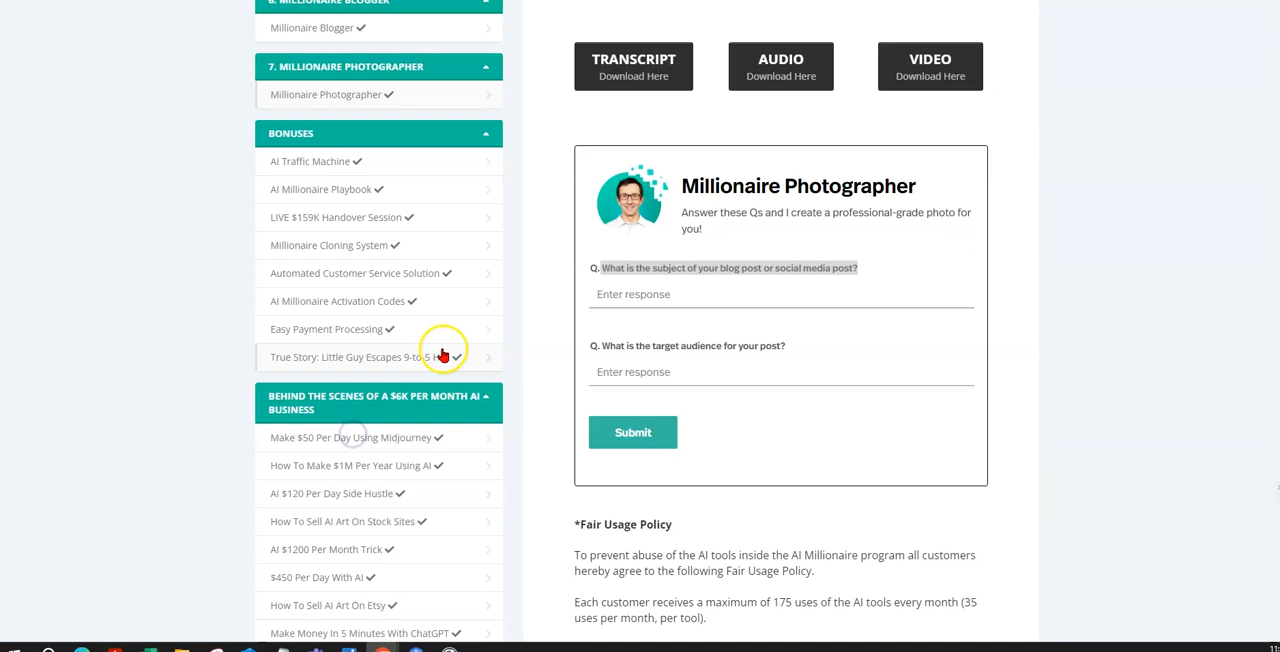 6. MILLIONAIRE BLOGGER
Millionaire Blogger
7. MILLIONAIRE PHOTOGRAPHER
Millionaire Photographer
BONUSES
AI Traffic Machine
AI Millionaire Playbook
LIVE $159K Handover Session
Millionaire Cloning System
Automated Customer Service Solution
AI Millionaire Activation Codes
Easy Payment Processing
True Story: Little Guy Escapes 9-to-5
BEHIND THE SCENES OF A $6K PER MONTH AI
BUSINESS
Make $50 Per Day Using Midjourney
How To Make $1M Per Year Using AI
AI $120 Per Day Side Hustle
How To Sell AI Art On Stock Sites
AI $1200 Per Month Trick
$450 Per Day With AI
How To Sell AI Art On Etsy
Make Money In 5 Minutes With ChatGPT
TRANSCRIPT
Download Here
AUDIO
Download Here
VIDEO
Download Here
Millionaire Photographer
Answer these Qs and I create a professional-grade photo for
you!
Q. What is the subject of your blog post or social media post?
Enter response
Q. What is the target audience for your post?
Enter response
Submit
*Fair Usage Policy
To prevent abuse of the AI tools inside the AI Millionaire program all customers
hereby agree to the following Fair Usage Policy.
Each customer receives a maximum of 175 uses of the AI tools every month (35
uses per month, per tool).